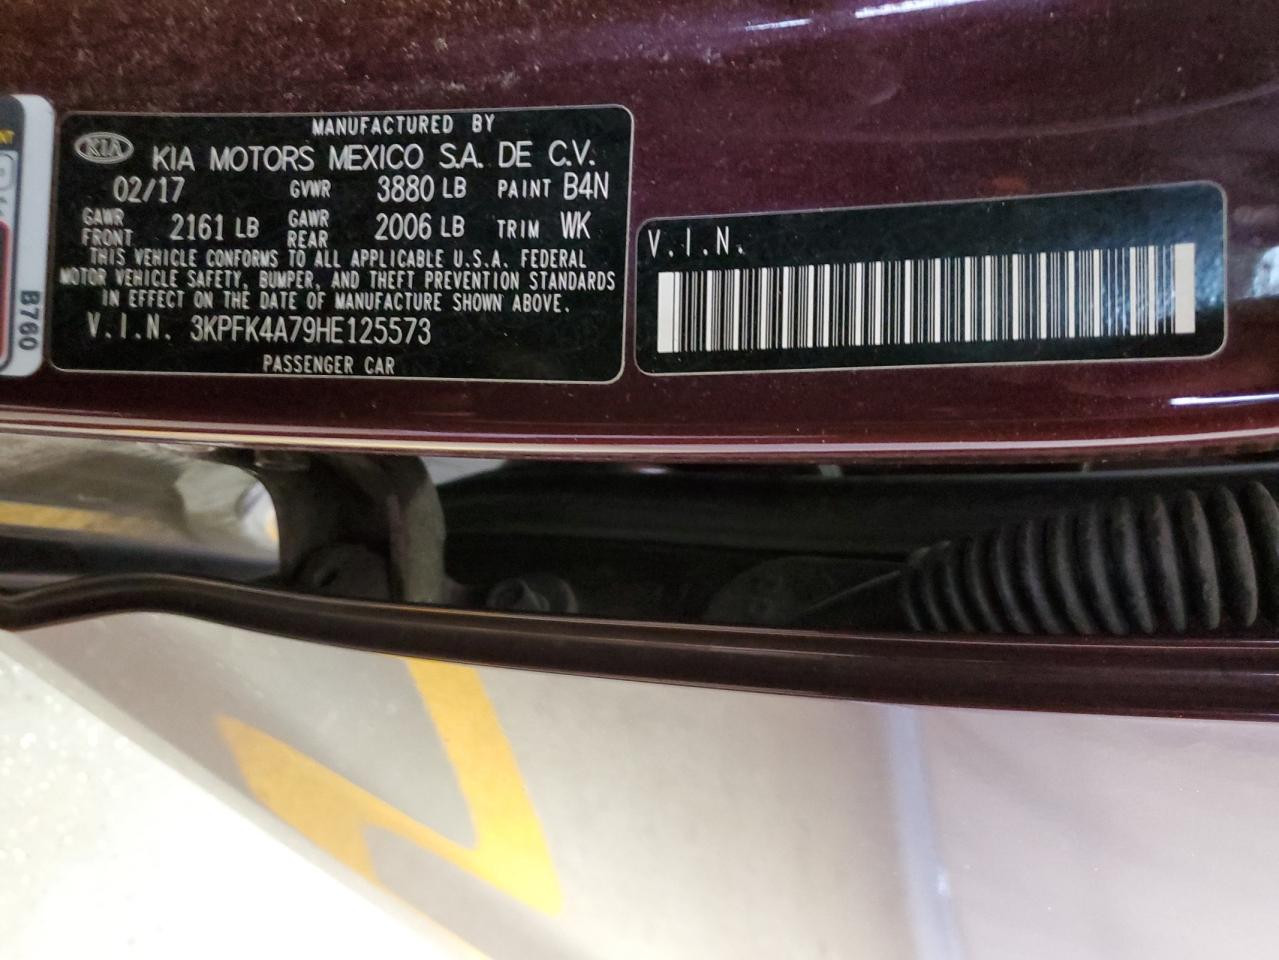 MANUFACTURED BY
KIA KIA MOTORS MEXICO S.A. DE C.V.
02/17 GVWR 3880 LB PAINT B4N
GAWR FRONT 2161 LB GAWR REAR 2006 LB TRIM WK
THIS VEHICLE CONFORMS TO ALL APPLICABLE U.S.A. FEDERAL
MOTOR VEHICLE SAFETY, BUMPER, AND THEFT PREVENTION STANDARDS
IN EFFECT ON THE DATE OF MANUFACTURE SHOWN ABOVE.
V.I.N. 3KPFK4A79HE125573
PASSENGER CAR
V.I.N.
B760